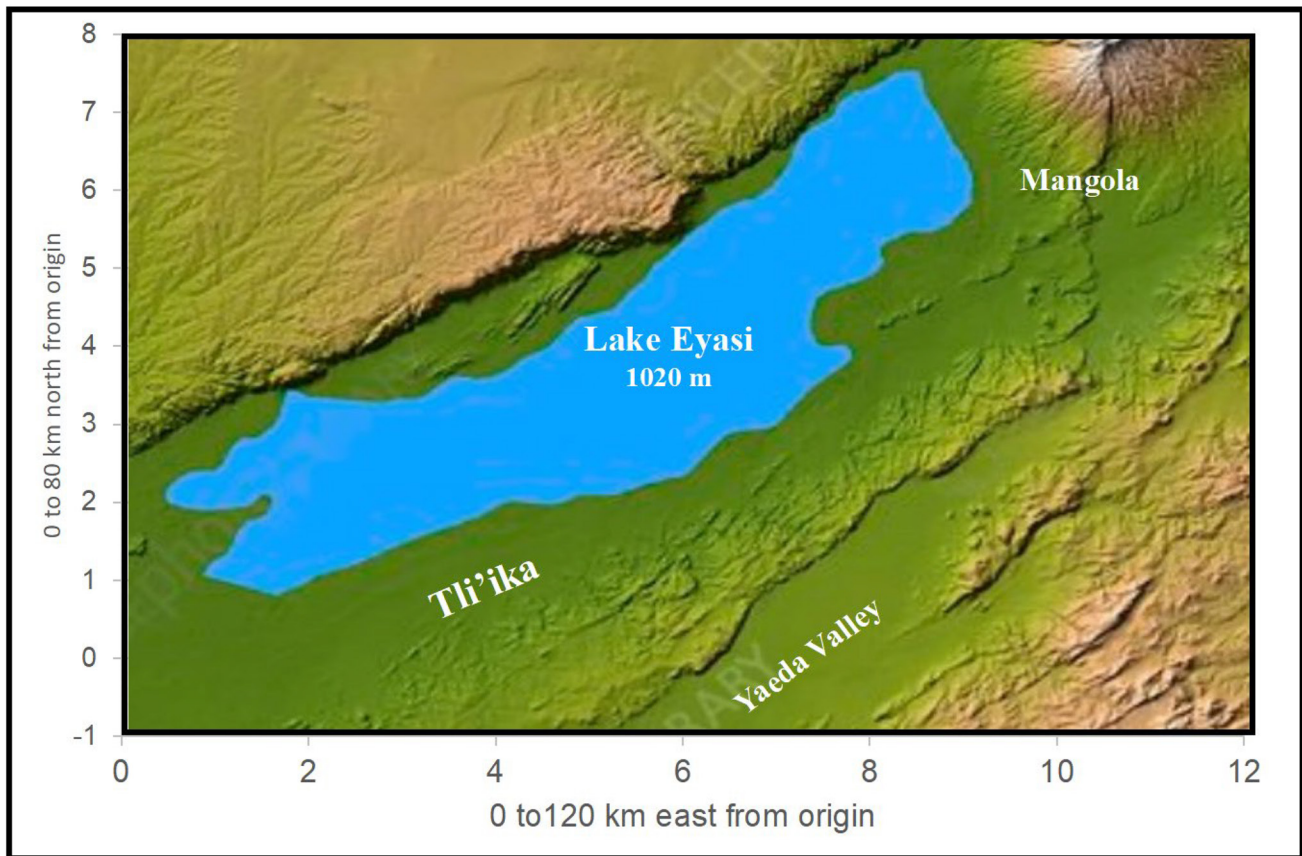 8
7
6
5
4
3
2
1
0
-1
0 to 80 km north from origin
Mangola
Lake Eyasi
1020 m
Tli’ika
Yaeda Valley
0 2 4 6 8 10 12
0 to120 km east from origin